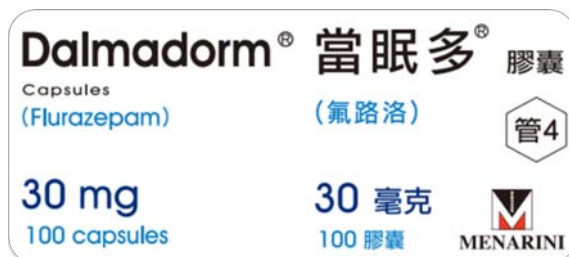 Dalmadorm® 當眠多® 膠囊
Capsules
(Flurazepam) (氟路洛)
管4
30 mg 30 毫克
100 capsules 100 膠囊
MENARINI